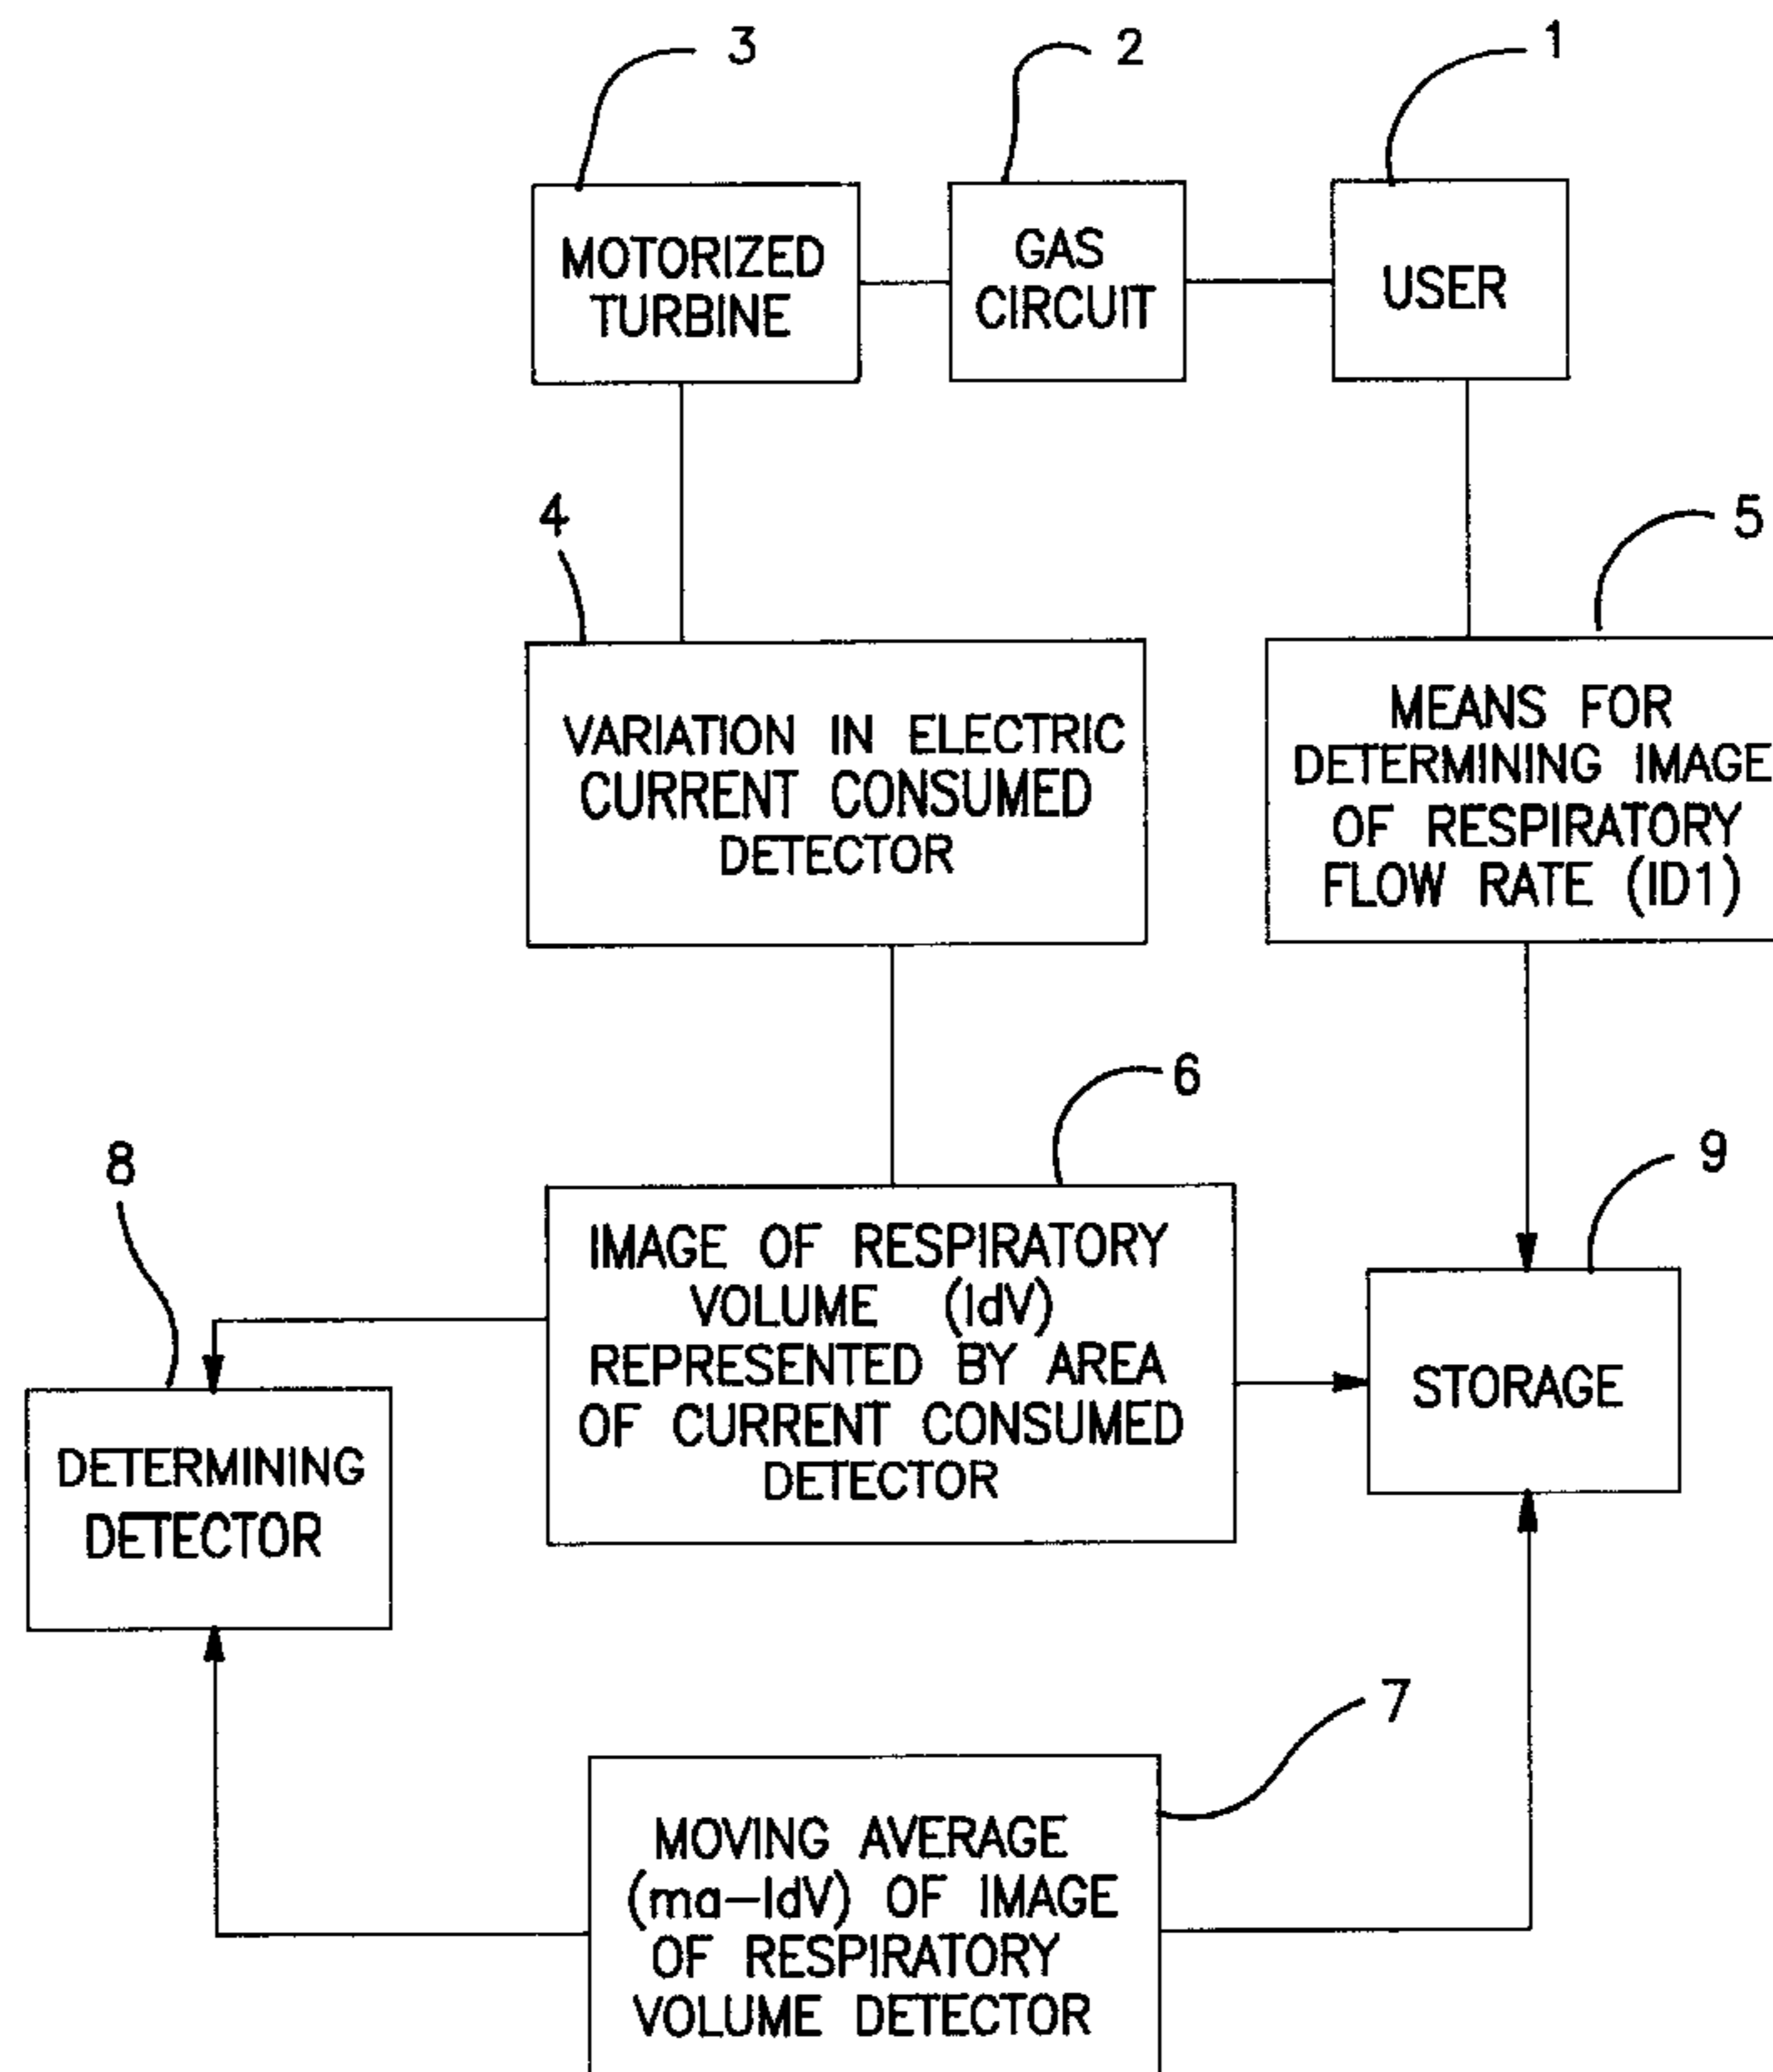 3
2
1
MOTORIZED
TURBINE
GAS
CIRCUIT
USER
4
5
VARIATION IN ELECTRIC
CURRENT CONSUMED
DETECTOR
MEANS FOR
DETERMINING IMAGE
OF RESPIRATORY
FLOW RATE (ID1)
6
8
9
IMAGE OF RESPIRATORY
VOLUME (IdV)
REPRESENTED BY AREA
OF CURRENT CONSUMED
DETECTOR
STORAGE
DETERMINING
DETECTOR
7
MOVING AVERAGE
(ma-IdV) OF IMAGE
OF RESPIRATORY
VOLUME DETECTOR